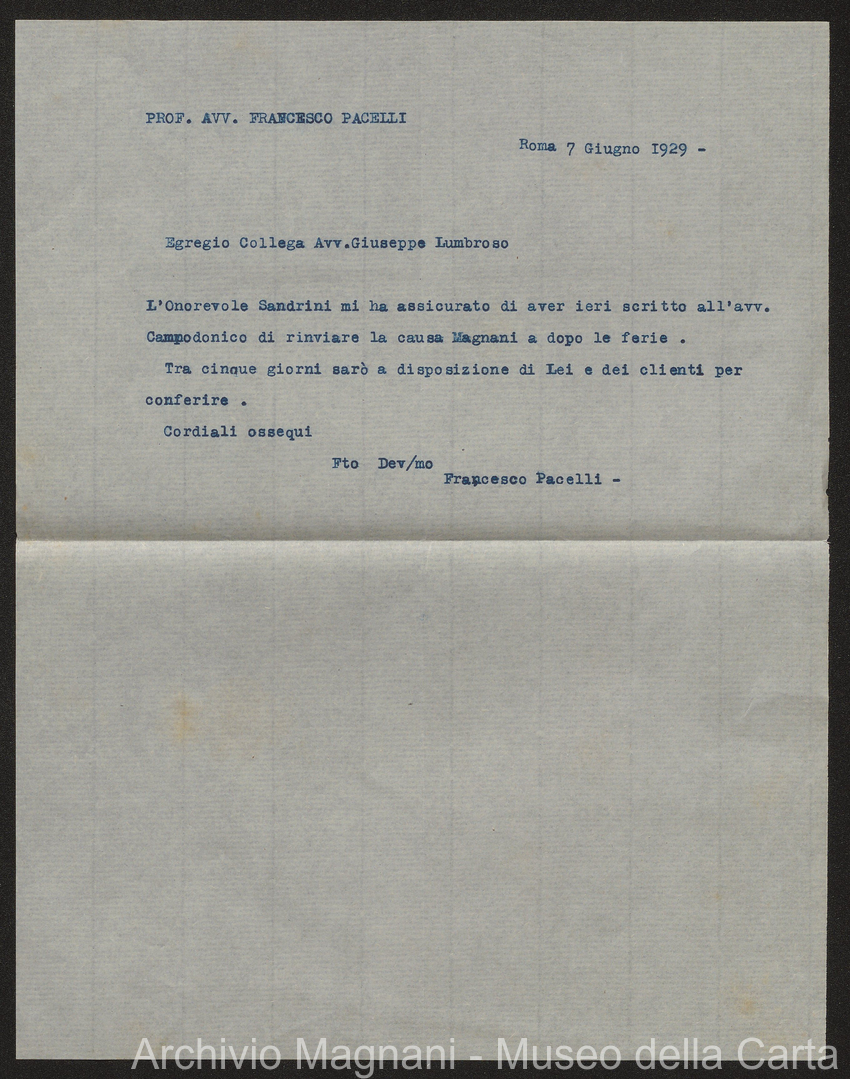 PROF. AVV. FRANCESCO PACELLI
Roma 7 Giugno 1929 -
Egregio Collega Avv.Giuseppe Lumbroso
L'Onorevole Sandrini mi ha assicurato di aver ieri scritto all'avv.
Campodonico di rinviare la causa Magnani a dopo le ferie .
Tra cinque giorni sarò a disposizione di Lei e dei clienti per
conferire .
Cordiali ossequi
Fto Dev/mo
Francesco Pacelli -
Archivio Magnani - Museo della Carta